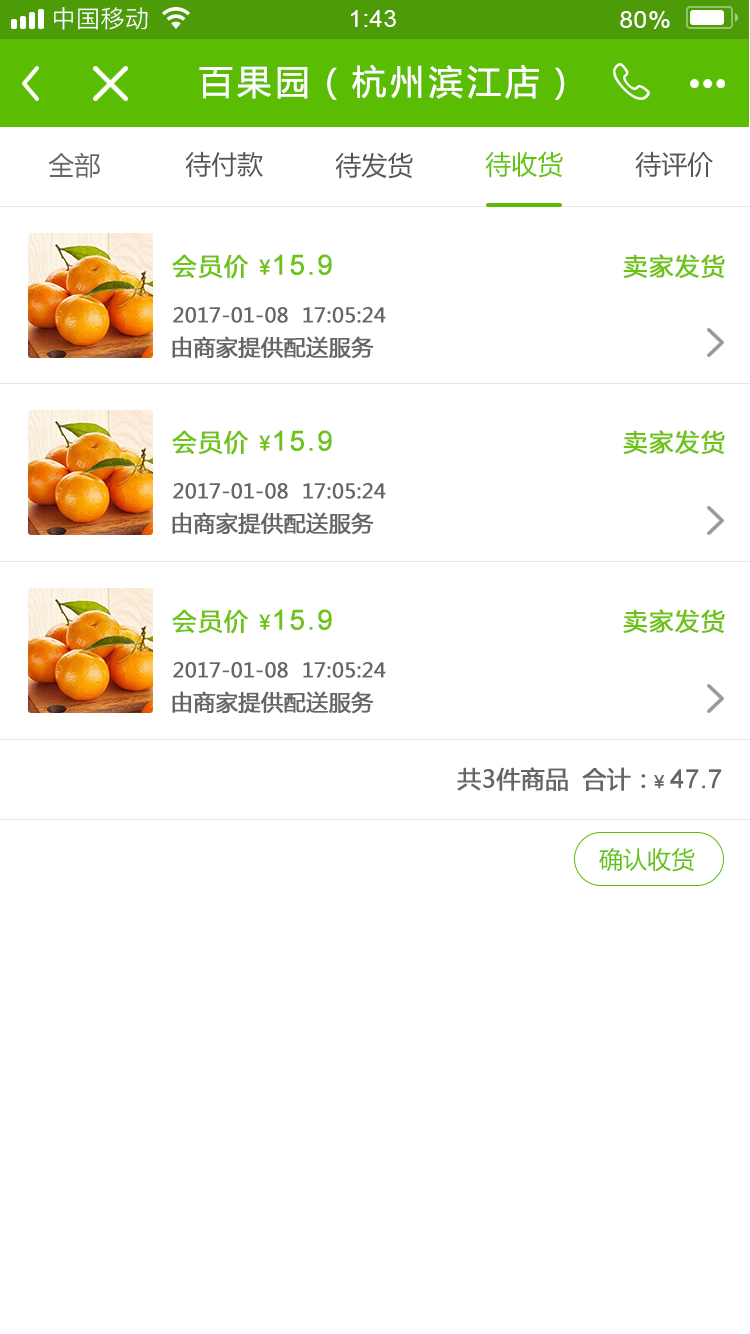 中国移动 1:43 80%
百果园（杭州滨江店）
全部 待付款 待发货 待收货 待评价
会员价 ¥15.9 卖家发货
2017-01-08 17:05:24
由商家提供配送服务
会员价 ¥15.9 卖家发货
2017-01-08 17:05:24
由商家提供配送服务
会员价 ¥15.9 卖家发货
2017-01-08 17:05:24
由商家提供配送服务
共3件商品 合计：¥47.7
确认收货